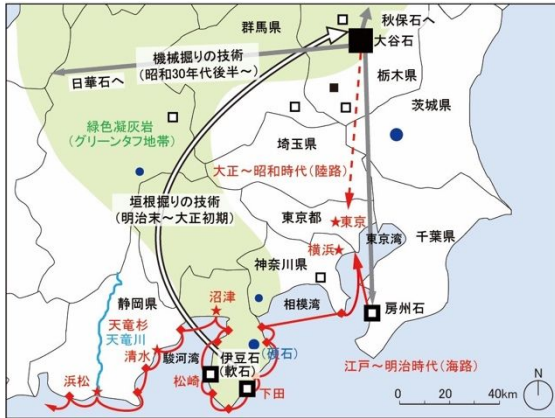 群馬県
秋保石へ
大谷石
機械掘りの技術
(昭和30年代後半～)
日華石へ
栃木県
茨城県
緑色凝灰岩
(グリーンタフ地帯)
埼玉県
大正～昭和時代(陸路)
垣根掘りの技術
(明治末～大正初期)
東京都
★東京
横浜★
東京湾
千葉県
神奈川県
静岡県
沼津
相模湾
房州石
天竜杉
天竜川
清水
駿河湾
伊豆石
(軟石)
(硬石)
江戸～明治時代(海路)
浜松
松崎
下田
0 20 40km
N